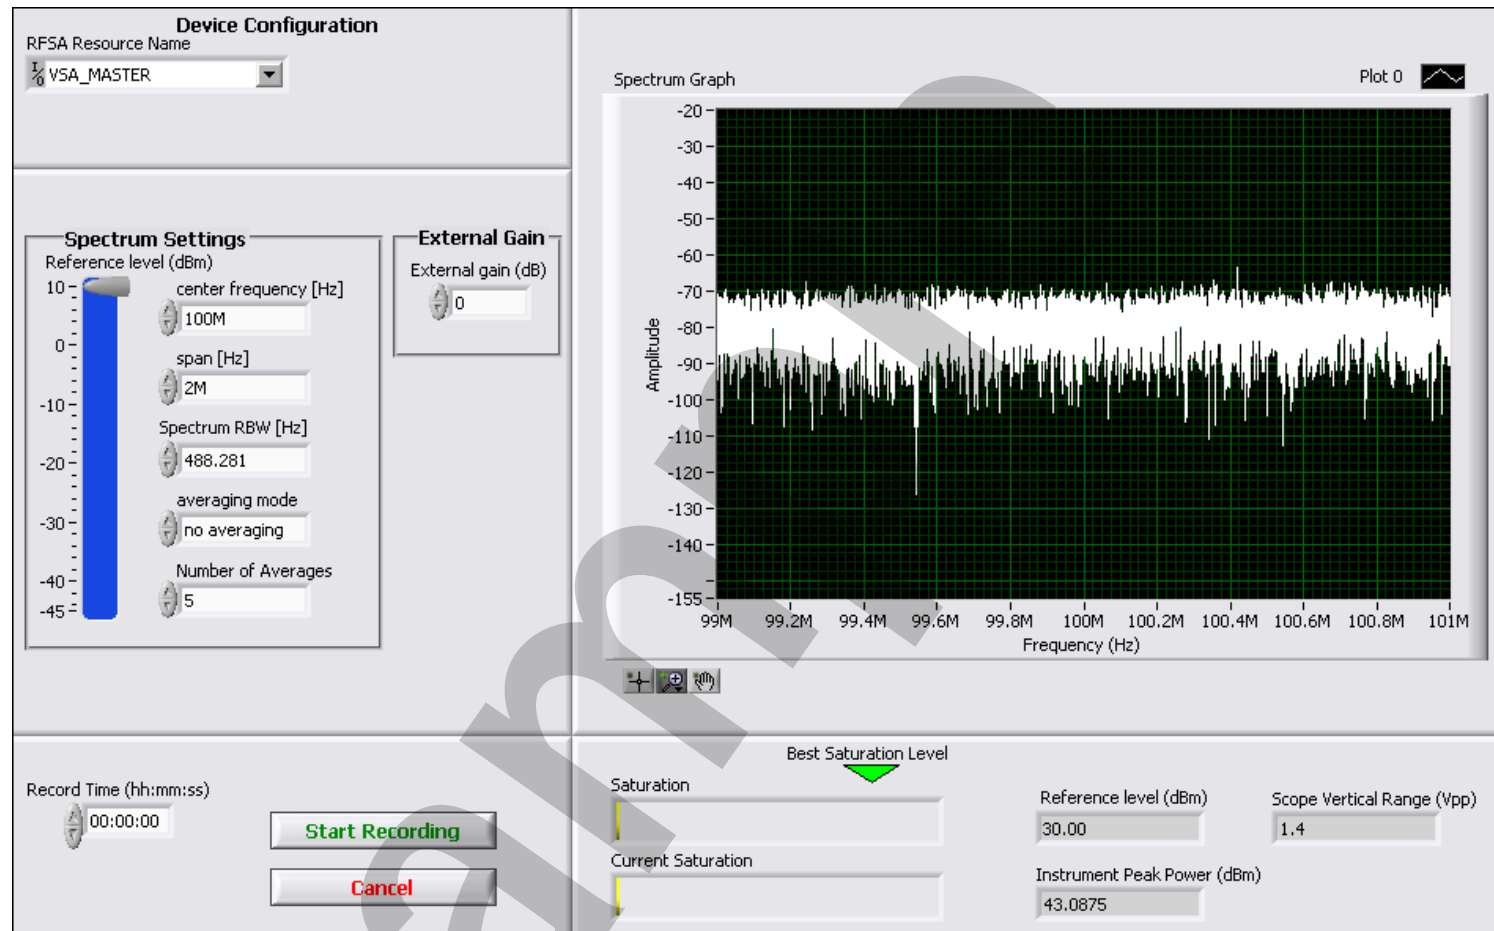 Device Configuration
RFSA Resource Name
I/O VSA_MASTER
Spectrum Settings
Reference level (dBm)
10
0
-10
-20
-30
-40
-45
center frequency [Hz]
100M
span [Hz]
2M
Spectrum RBW [Hz]
488.281
averaging mode
no averaging
Number of Averages
5
External Gain
External gain (dB)
0
Spectrum Graph
Plot 0
Amplitude
-20
-30
-40
-50
-60
-70
-80
-90
-100
-110
-120
-130
-140
-155
99M 99.2M 99.4M 99.6M 99.8M 100M 100.2M 100.4M 100.6M 100.8M 101M
Frequency (Hz)
Record Time (hh:mm:ss)
00:00:00
Start Recording
Cancel
Best Saturation Level
Saturation
Current Saturation
Reference level (dBm)
30.00
Scope Vertical Range (Vpp)
1.4
Instrument Peak Power (dBm)
43.0875